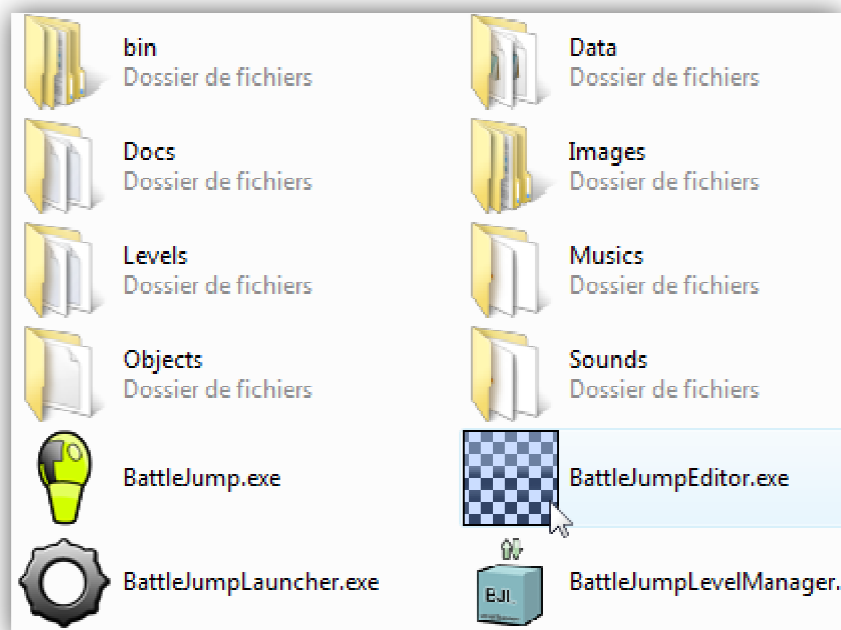 bin
Dossier de fichiers
Data
Dossier de fichiers
Docs
Dossier de fichiers
Images
Dossier de fichiers
Levels
Dossier de fichiers
Musics
Dossier de fichiers
Objects
Dossier de fichiers
Sounds
Dossier de fichiers
BattleJump.exe
BattleJumpEditor.exe
BattleJumpLauncher.exe
BattleJumpLevelManager.
BJL